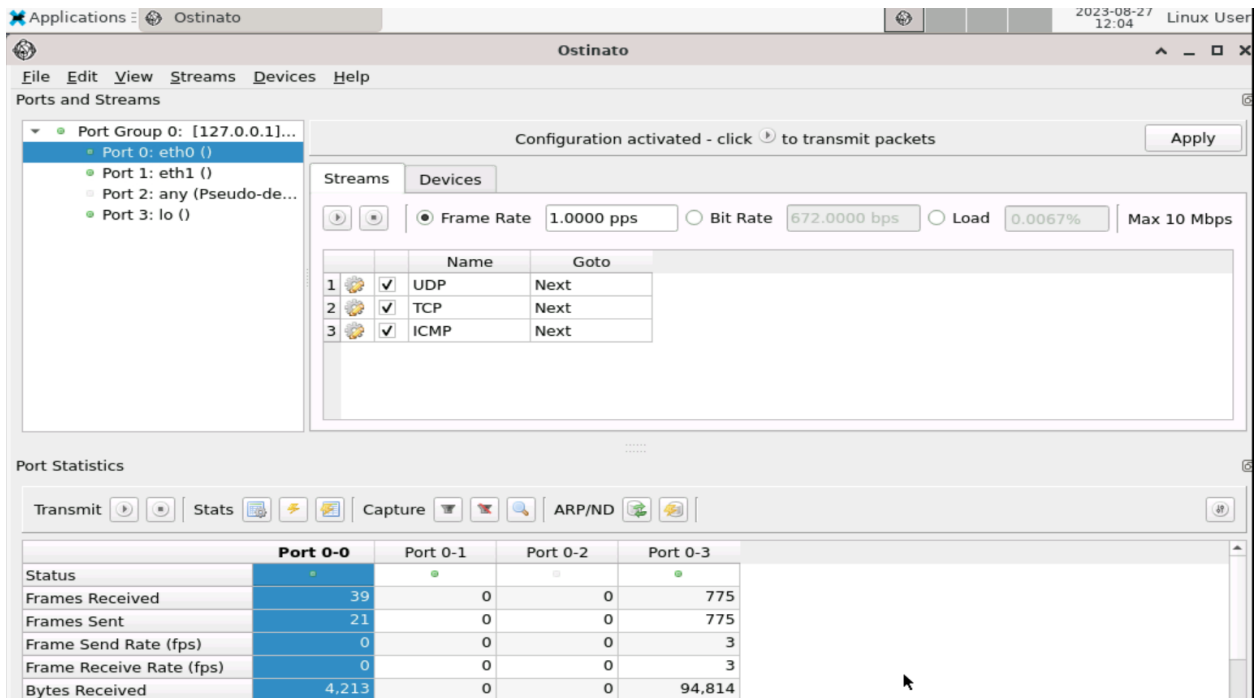 Applications Ostinato 2023-08-27 12:04 Linux User
Ostinato
File Edit View Streams Devices Help
Ports and Streams
Port Group 0: [127.0.0.1]...
Port 0: eth0 ()
Port 1: eth1 ()
Port 2: any (Pseudo-de...
Port 3: lo ()
Configuration activated - click to transmit packets Apply
Streams Devices
Frame Rate 1.0000 pps Bit Rate 672.0000 bps Load 0.0067% Max 10 Mbps
Name Goto
1 UDP Next
2 TCP Next
3 ICMP Next
Port Statistics
Transmit Stats Capture ARP/ND
Port 0-0 Port 0-1 Port 0-2 Port 0-3
Status
Frames Received 39 0 0 775
Frames Sent 21 0 0 775
Frame Send Rate (fps) 0 0 0 3
Frame Receive Rate (fps) 0 0 0 3
Bytes Received 4,213 0 0 94,814